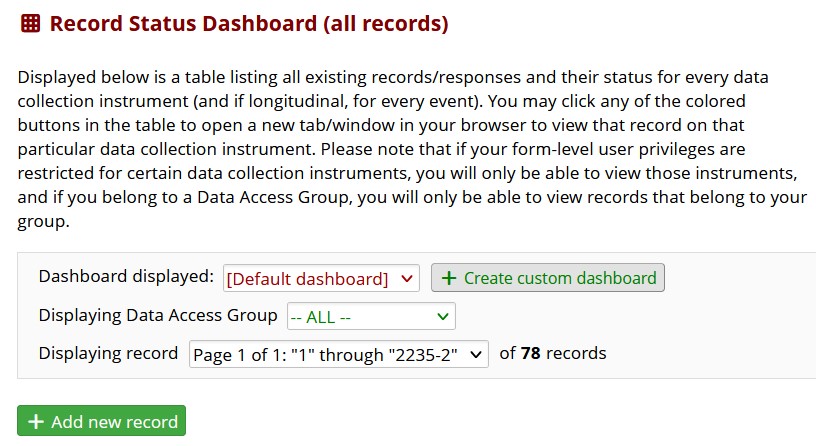 Record Status Dashboard (all records)
Displayed below is a table listing all existing records/responses and their status for every data
collection instrument (and if longitudinal, for every event). You may click any of the colored
buttons in the table to open a new tab/window in your browser to view that record on that
particular data collection instrument. Please note that if your form-level user privileges are
restricted for certain data collection instruments, you will only be able to view those instruments,
and if you belong to a Data Access Group, you will only be able to view records that belong to your
group.
Dashboard displayed: [Default dashboard] + Create custom dashboard
Displaying Data Access Group -- ALL --
Displaying record Page 1 of 1: "1" through "2235-2" of 78 records
+ Add new record